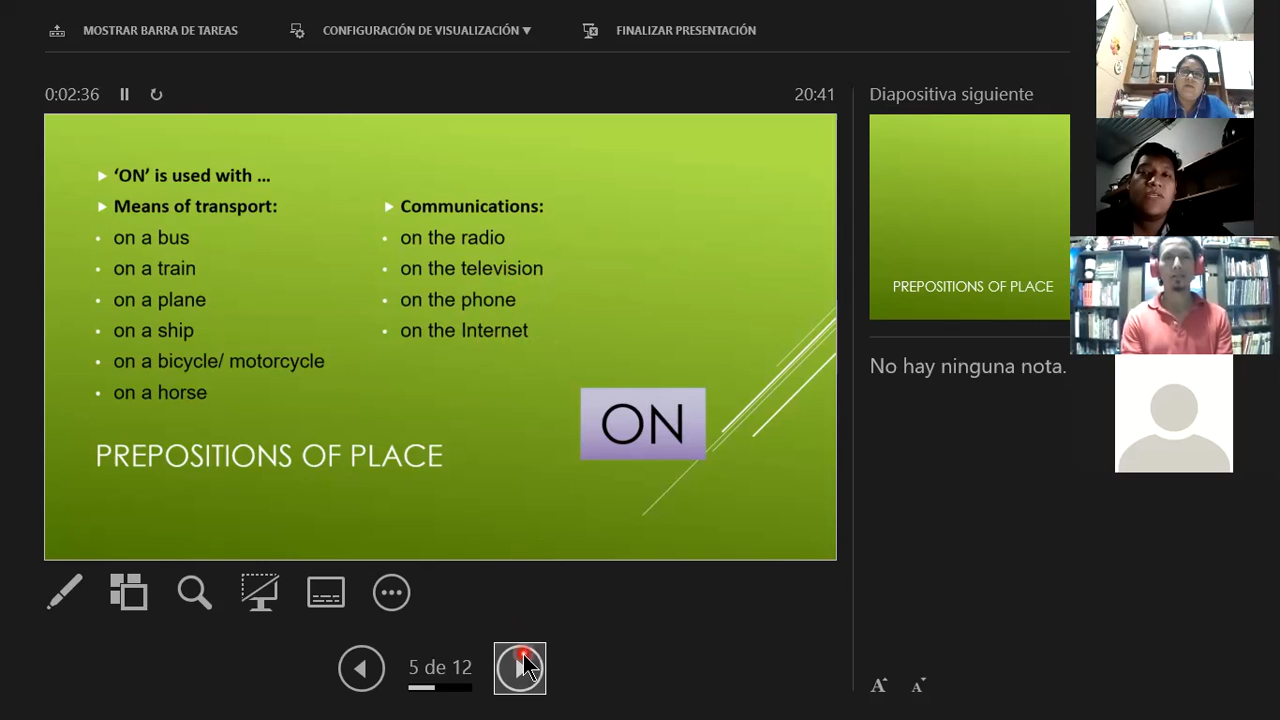 MOSTRAR BARRA DE TAREAS
CONFIGURACIÓN DE VISUALIZACIÓN ▼
FINALIZAR PRESENTACIÓN
0:02:36
20:41
‘ON’ is used with …
Means of transport:
on a bus
on a train
on a plane
on a ship
on a bicycle/ motorcycle
on a horse
Communications:
on the radio
on the television
on the phone
on the Internet
ON
PREPOSITIONS OF PLACE
Diapositiva siguiente
PREPOSITIONS OF PLACE
No hay ninguna nota.
5 de 12
A A